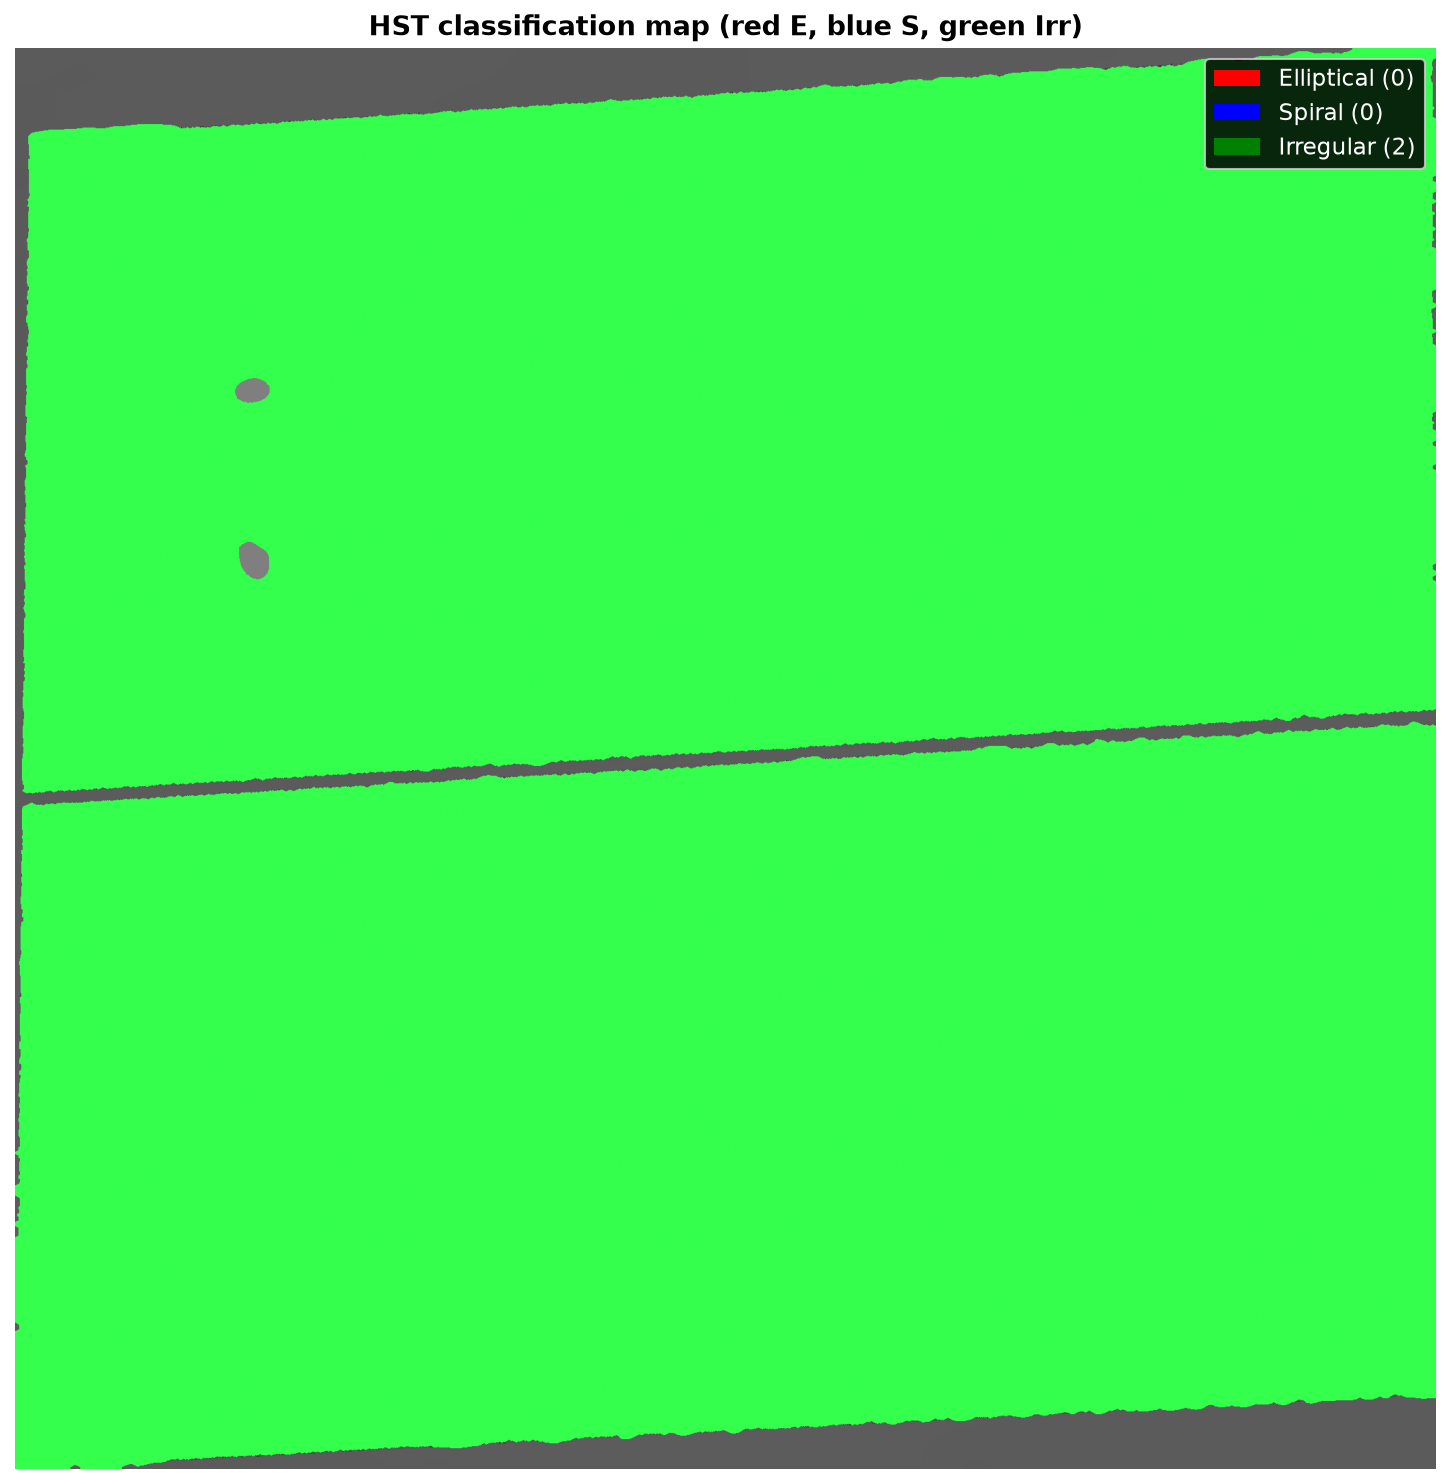 HST classification map (red E, blue S, green Irr)
Elliptical (0)
Spiral (0)
Irregular (2)